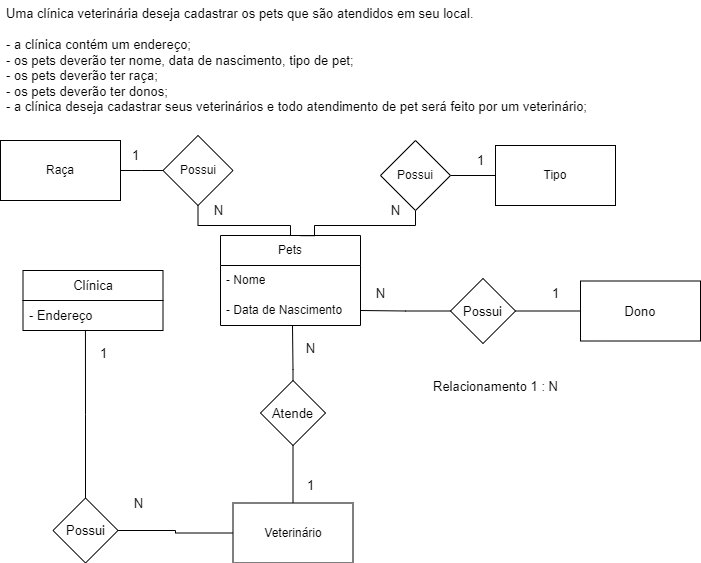 Uma clínica veterinária deseja cadastrar os pets que são atendidos em seu local.
- a clínica contém um endereço;
- os pets deverão ter nome, data de nascimento, tipo de pet;
- os pets deverão ter raça;
- os pets deverão ter donos;
- a clínica deseja cadastrar seus veterinários e todo atendimento de pet será feito por um veterinário;
Raça
1
Possui
N
Possui
1
Tipo
N
Pets
- Nome
- Data de Nascimento
Clínica
- Endereço
N
Possui
1
Dono
1
N
Relacionamento 1 : N
Atende
1
N
Possui
Veterinário